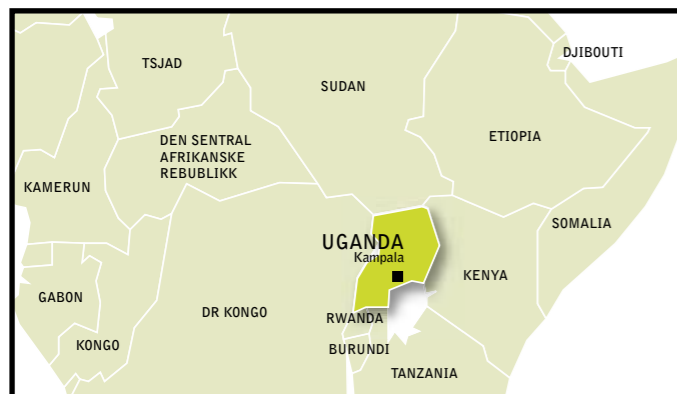 DJIBOUTI
TSJAD
SUDAN
ETIOPIA
DEN SENTRAL
AFRIKANSKE
REBUBLIKK
KAMERUN
SOMALIA
UGANDA
Kampala
KENYA
GABON
DR KONGO
RWANDA
KONGO
BURUNDI
TANZANIA